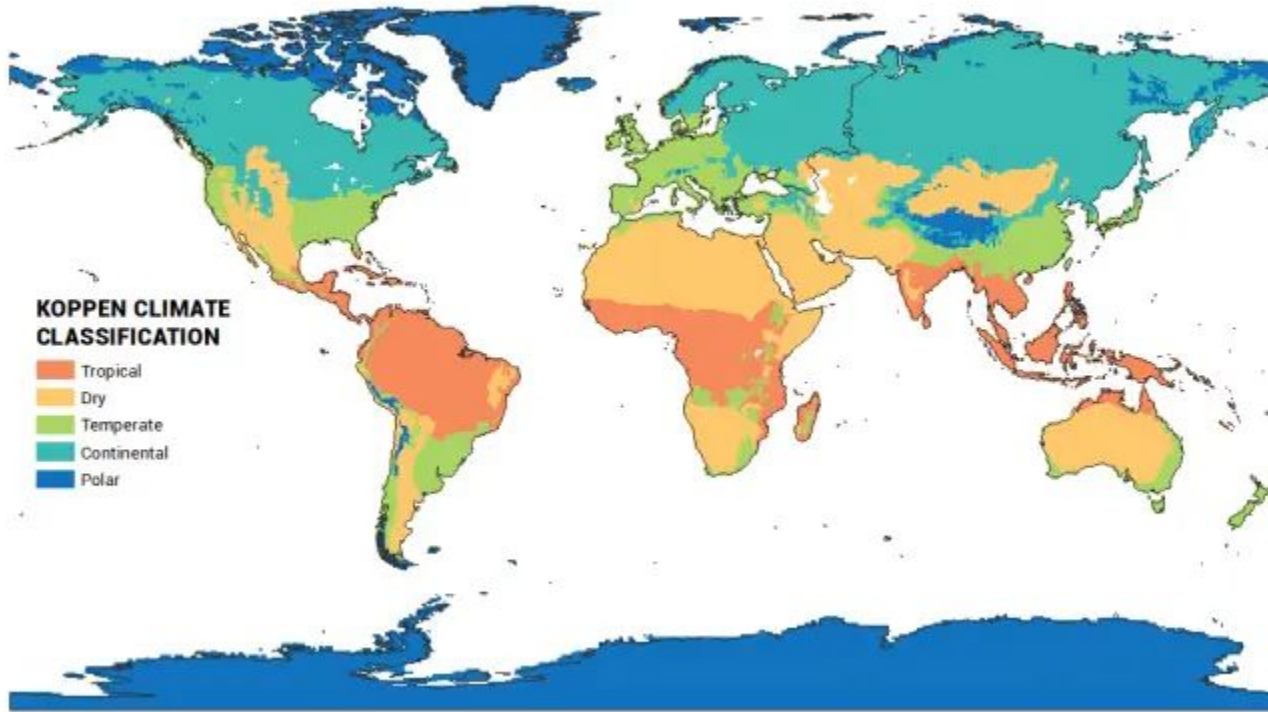 KOPPEN CLIMATE
CLASSIFICATION
Tropical
Dry
Temperate
Continental
Polar